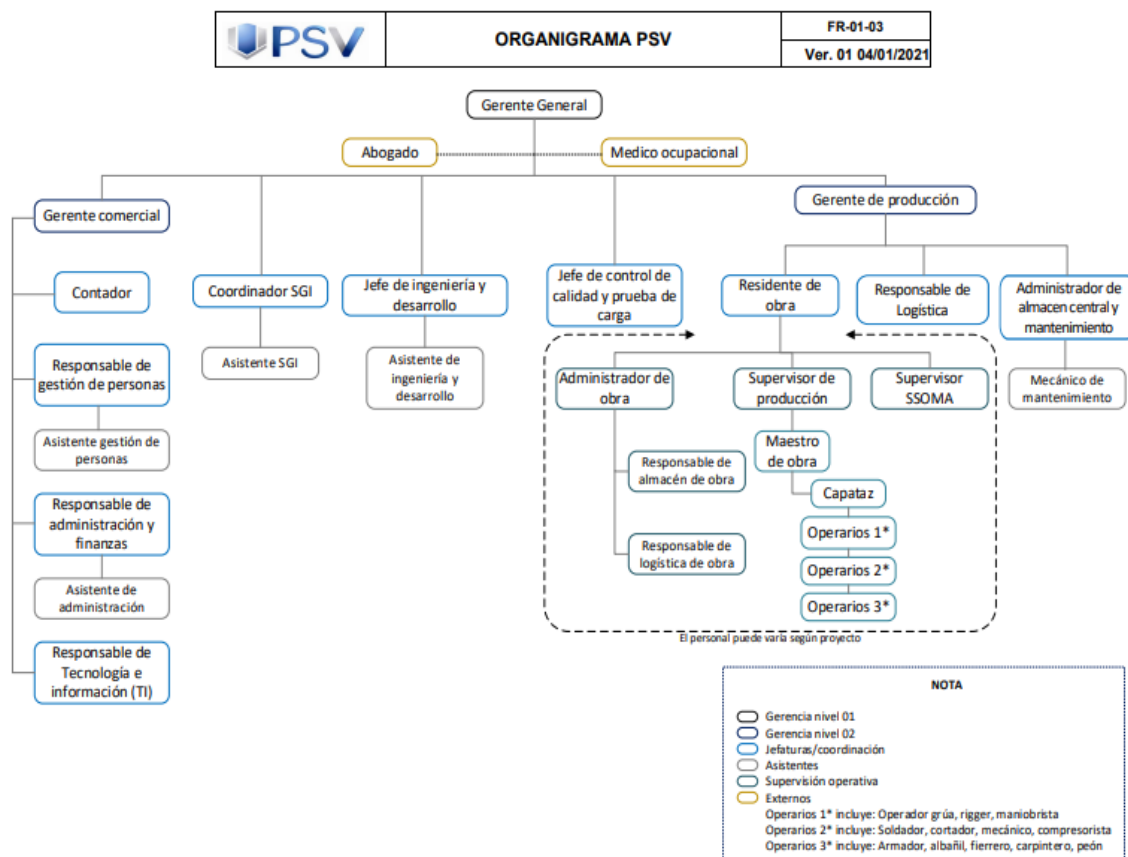 PSV
ORGANIGRAMA PSV
FR-01-03
Ver. 01 04/01/2021
Gerente General
Abogado
Medico ocupacional
Gerente comercial
Gerente de producción
Contador
Coordinador SGI
Jefe de ingeniería y
desarrollo
Jefe de control de
calidad y prueba de
carga
Residente de
obra
Responsable de
Logística
Administrador de
almacen central y
mantenimiento
Responsable de
gestión de personas
Asistente SGI
Asistente de
ingeniería y
desarrollo
Administrador de
obra
Supervisor de
producción
Supervisor
SSOMA
Mecánico de
mantenimiento
Asistente gestión de
personas
Maestro
de obra
Responsable de
almacén de obra
Capataz
Responsable de
administración y
finanzas
Operarios 1*
Responsable de
logística de obra
Operarios 2*
Asistente de
administración
Operarios 3*
El personal puede varía según proyecto
Responsable de
Tecnología e
información (TI)
NOTA
Gerencia nivel 01
Gerencia nivel 02
Jefaturas/coordinación
Asistentes
Supervisión operativa
Externos
Operarios 1* incluye: Operador grúa, rigger, maniobrista
Operarios 2* incluye: Soldador, cortador, mecánico, compresorista
Operarios 3* incluye: Armador, albañil, fierrero, carpintero, peón